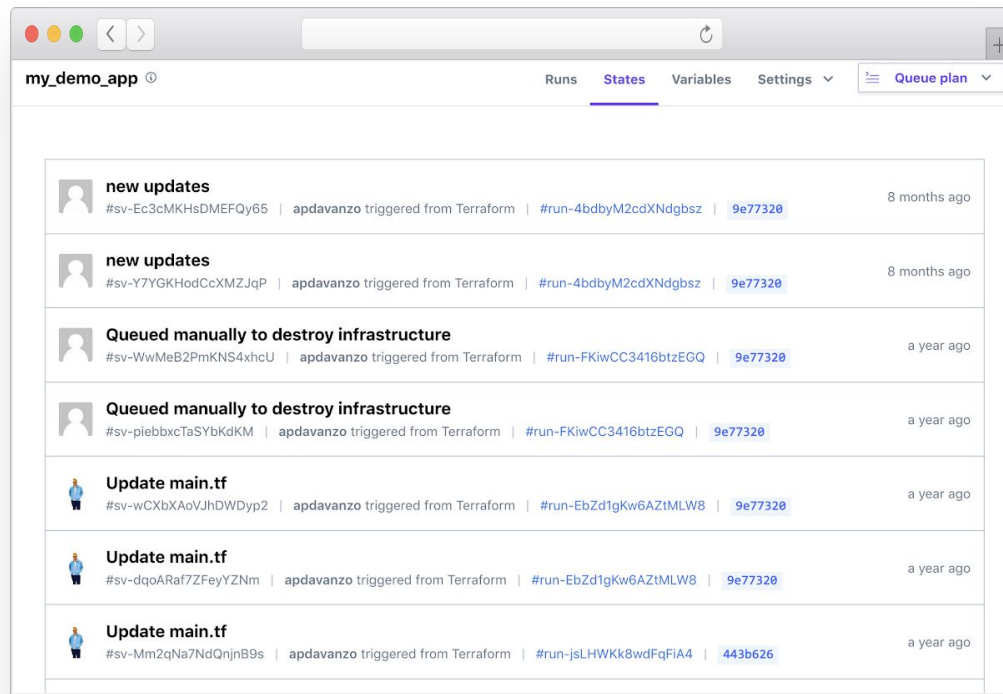 my_demo_app
Runs States Variables Settings Queue plan
new updates
#sv-Ec3cMKHsDMEFQy65 | apdavanzo triggered from Terraform | #run-4bdbyM2cdXNdgbsz | 9e77320
8 months ago
new updates
#sv-Y7YGKHodCcXMZJqP | apdavanzo triggered from Terraform | #run-4bdbyM2cdXNdgbsz | 9e77320
8 months ago
Queued manually to destroy infrastructure
#sv-WwMeB2PmKNS4xhcU | apdavanzo triggered from Terraform | #run-FKiwCC3416btzEGQ | 9e77320
a year ago
Queued manually to destroy infrastructure
#sv-piebbxcTaSYbKdKM | apdavanzo triggered from Terraform | #run-FKiwCC3416btzEGQ | 9e77320
a year ago
Update main.tf
#sv-wCXbXAoVJhDWDyp2 | apdavanzo triggered from Terraform | #run-EbZd1gKw6AZtMLW8 | 9e77320
a year ago
Update main.tf
#sv-dqoARaf7ZFeyYZNm | apdavanzo triggered from Terraform | #run-EbZd1gKw6AZtMLW8 | 9e77320
a year ago
Update main.tf
#sv-Mm2qNa7NdQnjnB9s | apdavanzo triggered from Terraform | #run-jsLHWKk8wdFqFiA4 | 443b626
a year ago